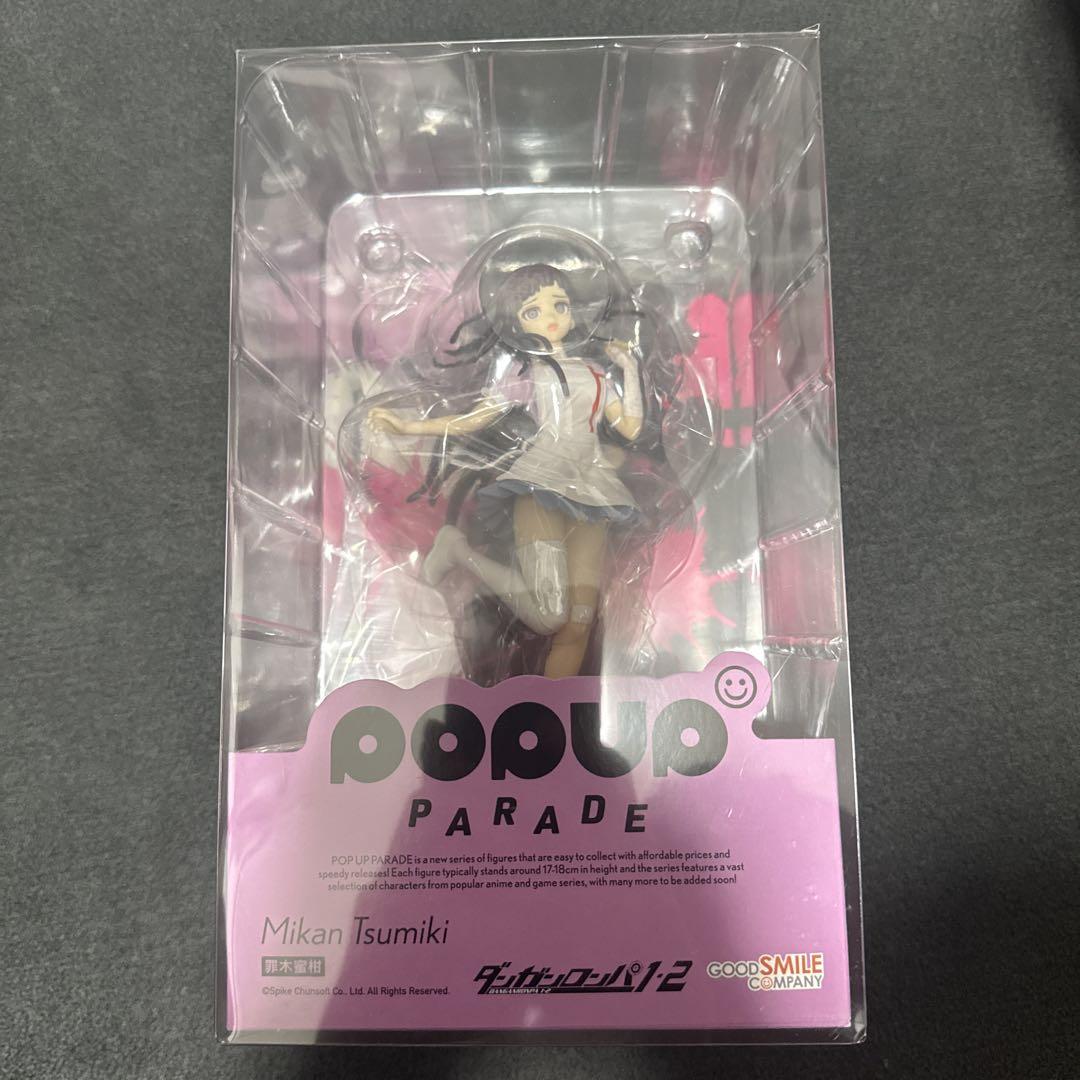 POPUP
PARADE
POP UP PARADE is a new series of figures that are easy to collect with affordable prices and
speedy releases! Each figure typically stands around 17-18cm in height and the series features a vast
selection of characters from popular anime and game series, with many more to be added soon!
Mikan Tsumiki
罪木蜜柑
©Spike Chunsoft Co., Ltd. All Rights Reserved.
ダンガンロンパ1・2
DANGANRONPA 1・2
GOOD SMILE
COMPANY